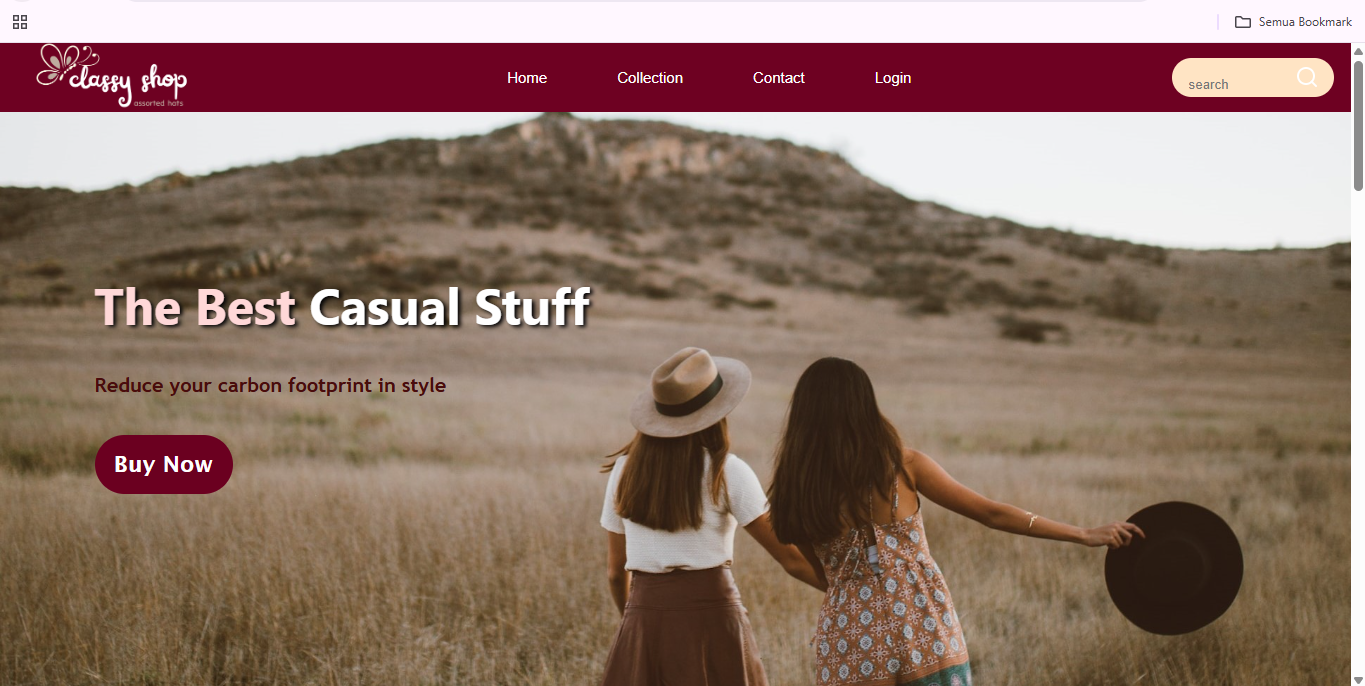 Semua Bookmark
classy shop
assorted hats
Home
Collection
Contact
Login
search
The Best Casual Stuff
Reduce your carbon footprint in style
Buy Now